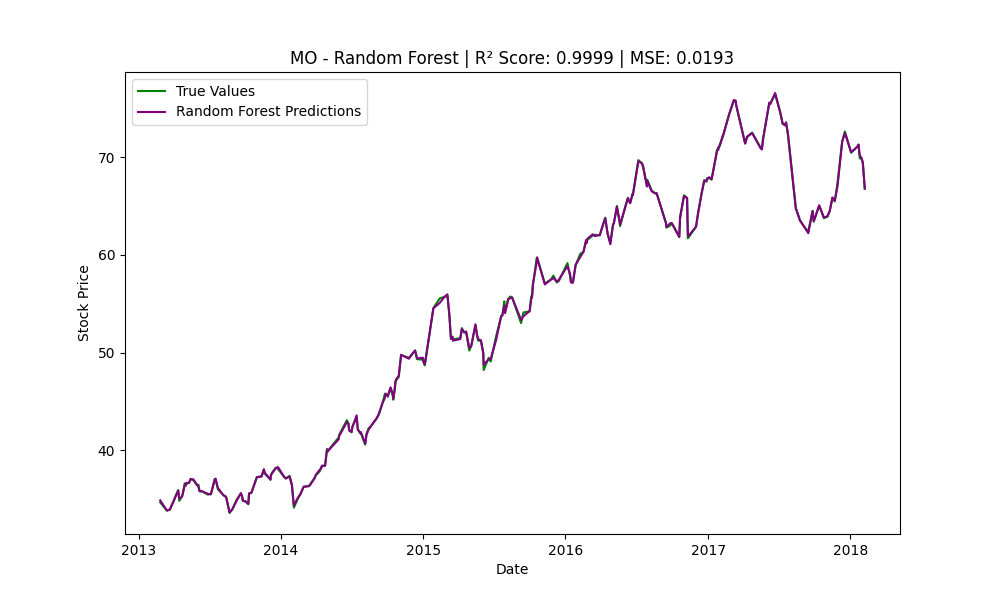 MO - Random Forest | R² Score: 0.9999 | MSE: 0.0193
True Values
Random Forest Predictions
Stock Price
70
60
50
40
2013 2014 2015 2016 2017 2018
Date